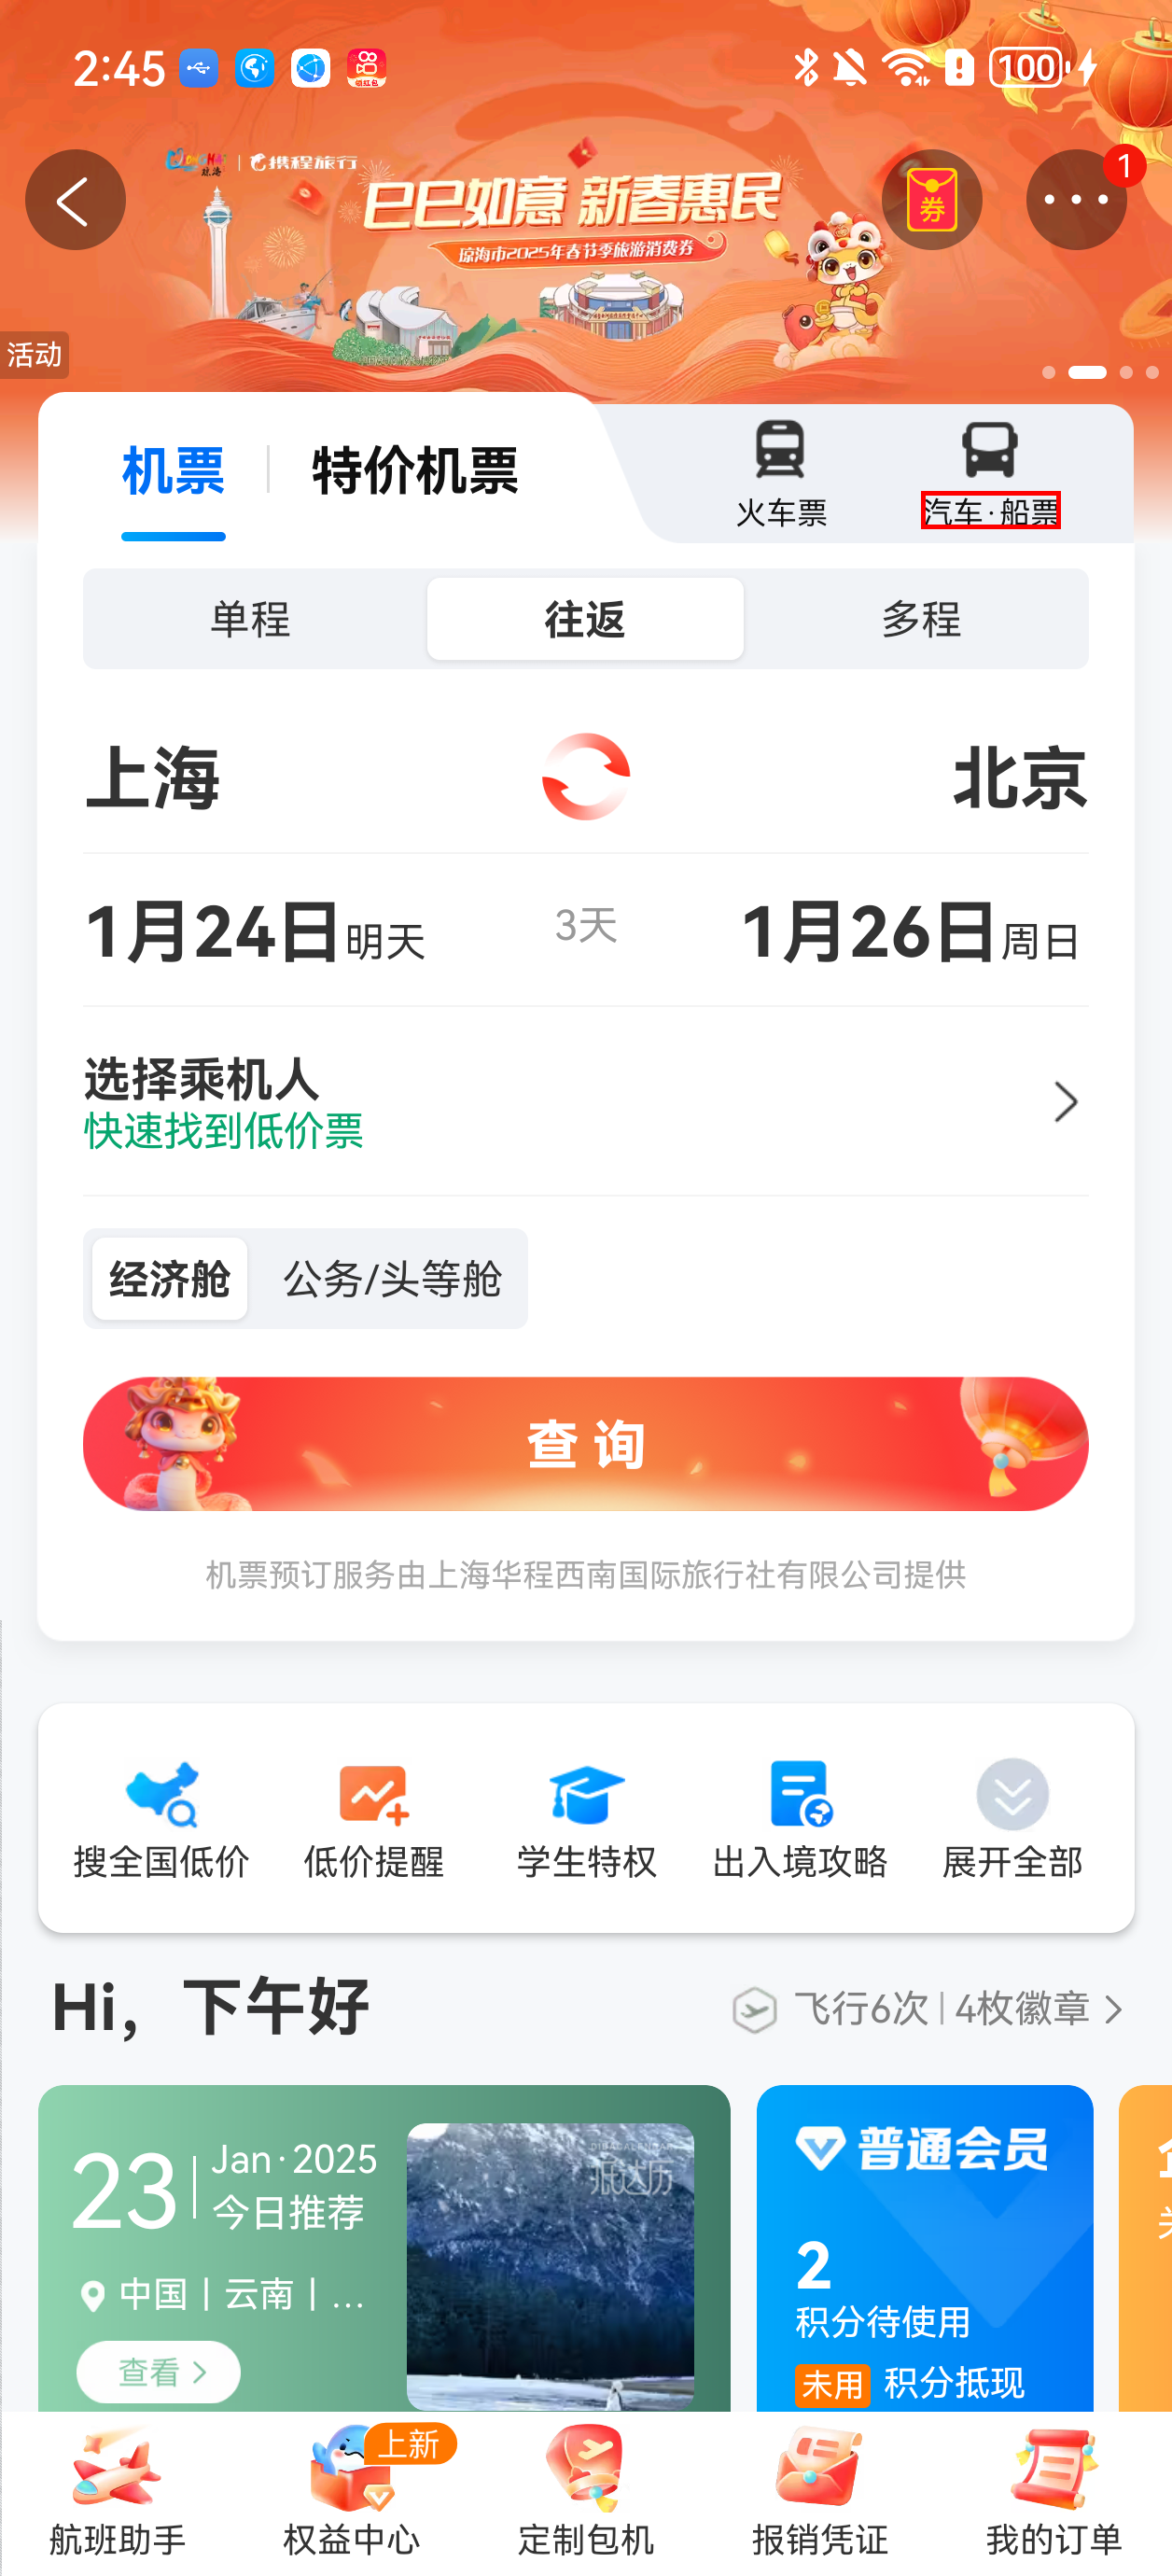 2:45
领红包
100
琼海
携程旅行
巳巳如意 新春惠民
琼海市2025年春节季旅游消费券
券
1
活动
机票
特价机票
火车票
汽车·船票
单程
往返
多程
上海
北京
1月24日明天
3天
1月26日周日
选择乘机人
快速找到低价票
经济舱
公务/头等舱
查 询
机票预订服务由上海华程西南国际旅行社有限公司提供
搜全国低价
低价提醒
学生特权
出入境攻略
展开全部
Hi，下午好
飞行6次
4枚徽章
23
Jan·2025
今日推荐
中国丨云南丨...
查看
普通会员
2
积分待使用
未用
积分抵现
上新
航班助手
权益中心
定制包机
报销凭证
我的订单